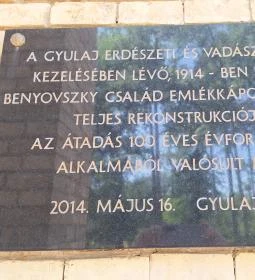 A GYULAJ ERDÉSZETI ÉS VADÁSZ
KEZELÉSÉBEN LÉVŐ, 1914 - BEN
BENYOVSZKY CSALÁD EMLÉKKÁPO
TELJES REKONSTRUKCIÓJ
AZ ÁTADÁS 100 ÉVES ÉVFOR
ALKALMÁBÓL VALÓSULT
2014. MÁJUS 16. GYULAJ